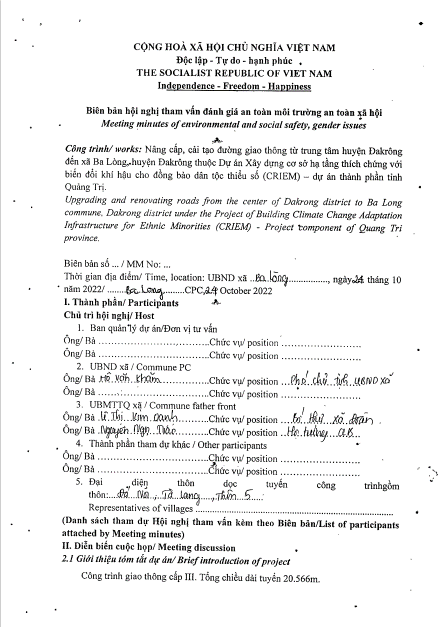 CỘNG HOÀ XÃ HỘI CHỦ NGHĨA VIỆT NAM
Độc lập - Tự do - hạnh phúc
THE SOCIALIST REPUBLIC OF VIET NAM
Independence - Freedom - Happiness
Biên bản hội nghị tham vấn đánh giá an toàn môi trường an toàn xã hội
Meeting minutes of environmental and social safety, gender issues
Công trình/ works: Nâng cấp, cải tạo đường giao thông từ trung tâm huyện Đakrông
đến xã Ba Lòng, huyện Đakrông thuộc Dự án Xây dựng cơ sở hạ tầng thích chứng với
biến đổi khí hậu cho đồng bào dân tộc thiểu số (CRIEM) – dự án thành phần tỉnh
Quảng Trị.
Upgrading and renovating roads from the center of Dakrong district to Ba Long
commune, Dakrong district under the Project of Building Climate Change Adaptation
Infrastructure for Ethnic Minorities (CRIEM) - Project component of Quang Tri
province.
Biên bản số ... / MM No: ...
Thời gian địa điểm/ Time, location: UBND xã ..Ba Lòng..................., ngày 24 tháng 10
năm 2022/ ........Ba Long..........CPC, 24 October 2022
I. Thành phần/ Participants
Chủ trì hội nghị/ Host
1. Ban quản lý dự án/Đơn vị tư vấn
Ông/ Bà ......................................Chức vụ/ position ..............................
Ông/ Bà ......................................Chức vụ/ position ..............................
2. UBND xã / Commune PC
Ông/ Bà Hồ Văn ..........Chức vụ/ position ...Phó chủ tịch UBND xã
3. UBMTTQ xã / Commune father front
Ông/ Bà Lê Thị Kim Oanh ..........Chức vụ/ position ...Bí thư xã đoàn
Ông/ Bà Nguyễn Ngọc ..........Chức vụ/ position ...
4. Thành phần tham dự khác / Other participants
Ông/ Bà ......................................Chức vụ/ position ..............................
Ông/ Bà ......................................Chức vụ/ position ..............................
5. Đại diện thôn dọc tuyến công trìnhgồm
thôn:...Đá Nổi, Tà Lang, Thôn 5......
Representatives of villages ..............................
(Danh sách tham dự Hội nghị tham vấn kèm theo Biên bản/List of participants
attached by Meeting minutes)
II. Diễn biến cuộc họp/ Meeting discussion
2.1 Giới thiệu tóm tắt dự án/ Brief introduction of project
Công trình giao thông cấp III. Tổng chiều dài tuyến 20.566m.